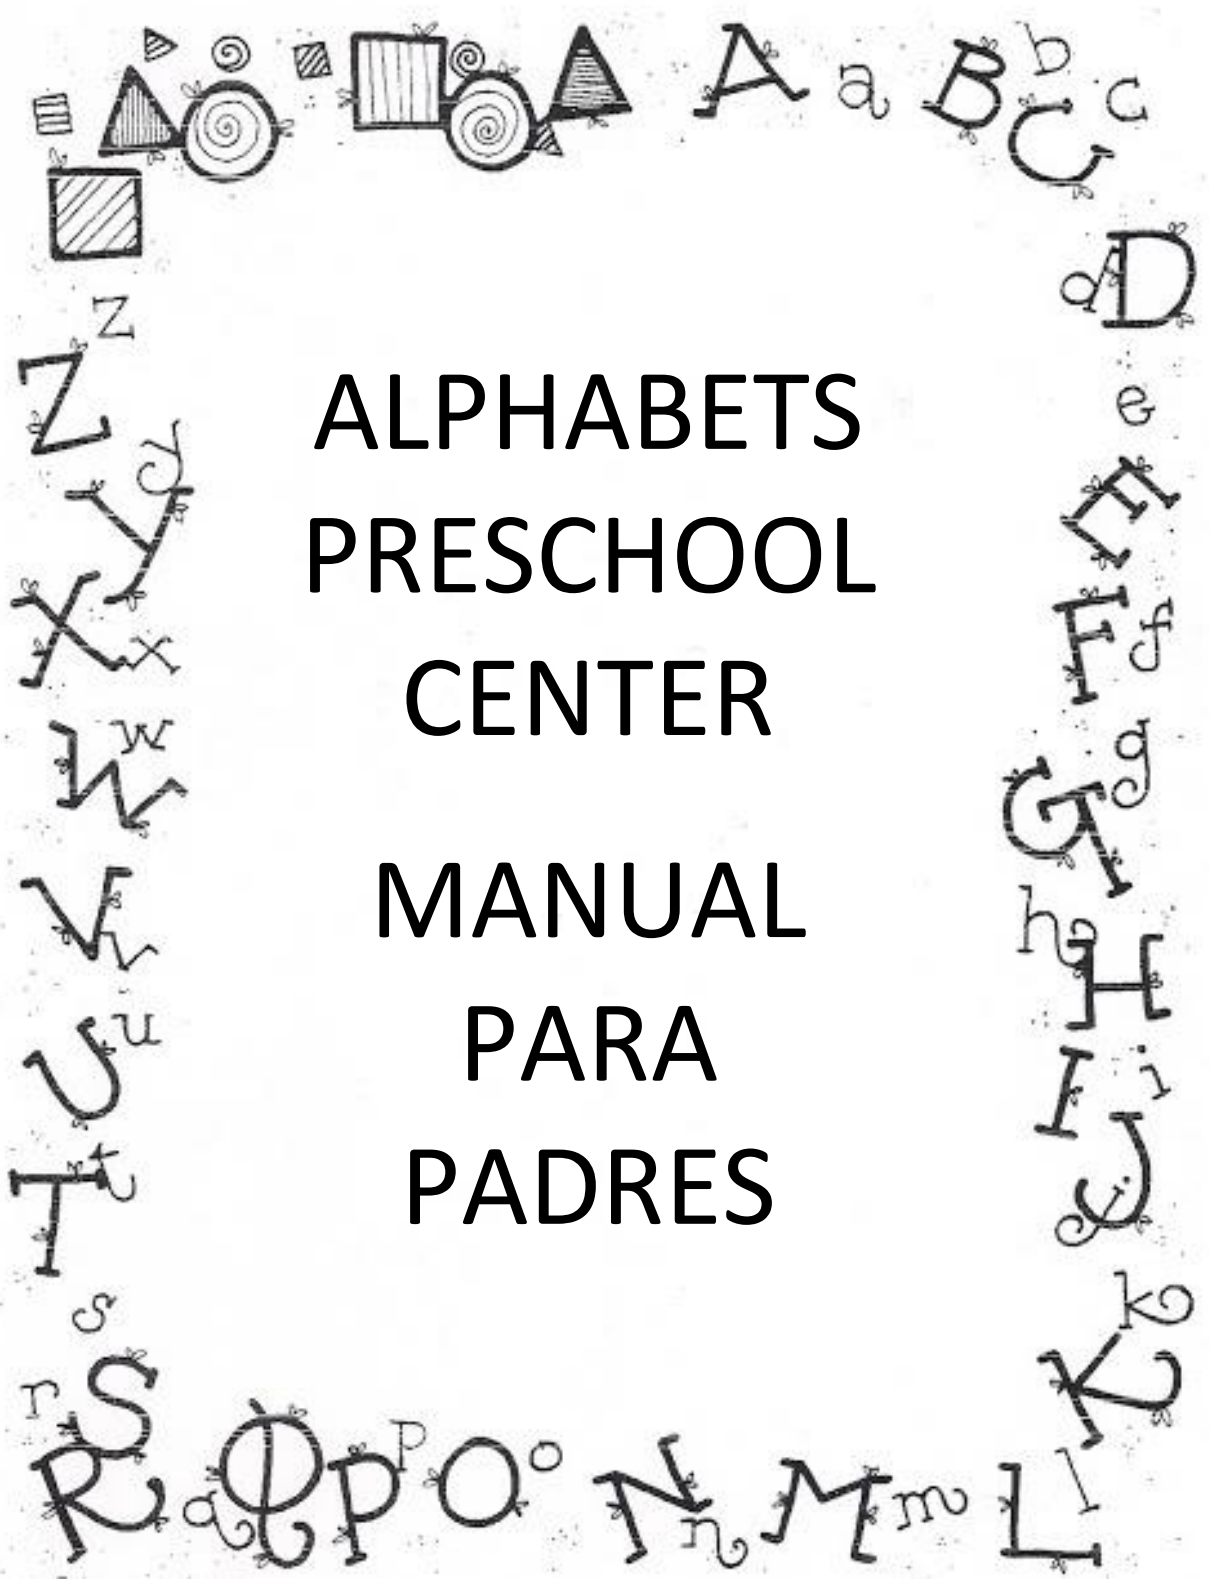 ALPHABETS
PRESCHOOL
CENTER
MANUAL
PARA
PADRES
A a B b C c
D d
e
E
F f
g
G
h
H
I i
J j
k
K
L l
M m
N n
O o
P p
Q q
R r
S s
T t
U u
V v
W w
X x
Y y
Z z